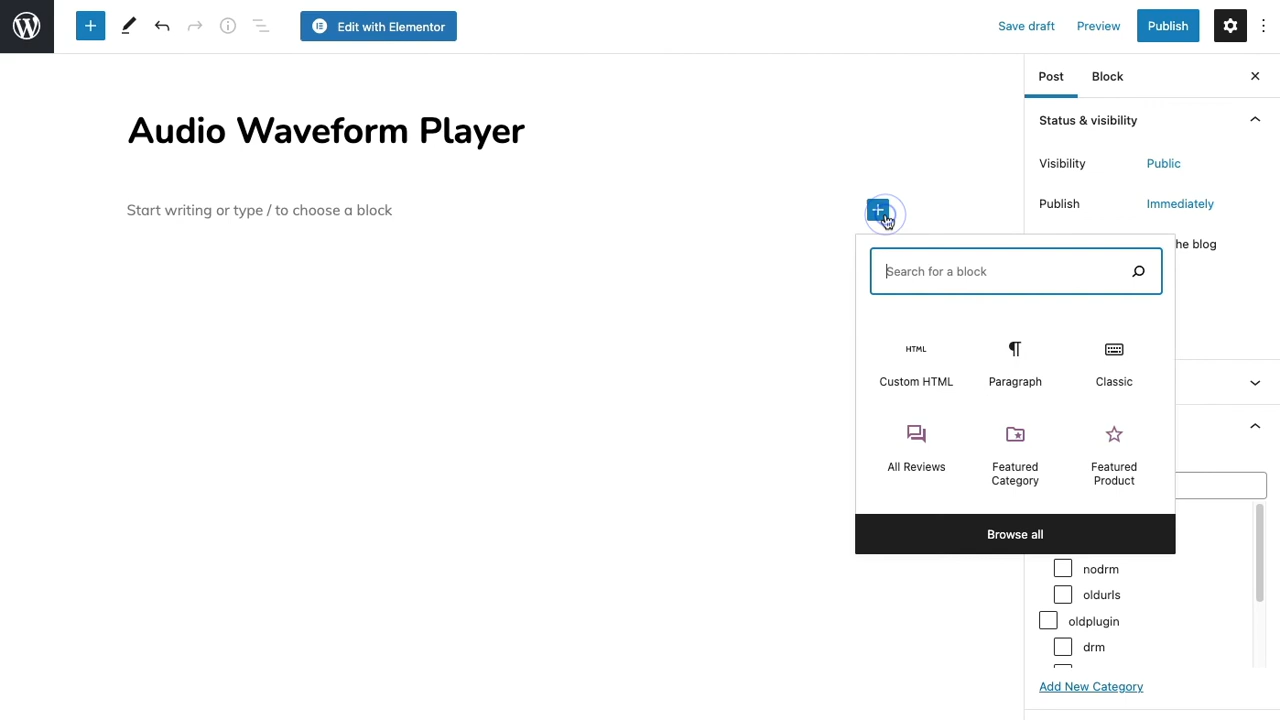 Edit with Elementor
Save draft
Preview
Publish
Post
Block
Audio Waveform Player
Status & visibility
Visibility
Public
Start writing or type / to choose a block
Publish
Immediately
he blog
Search for a block
HTML
Custom HTML
Paragraph
Classic
All Reviews
Featured
Category
Featured
Product
Browse all
nodrm
oldurls
oldplugin
drm
Add New Category